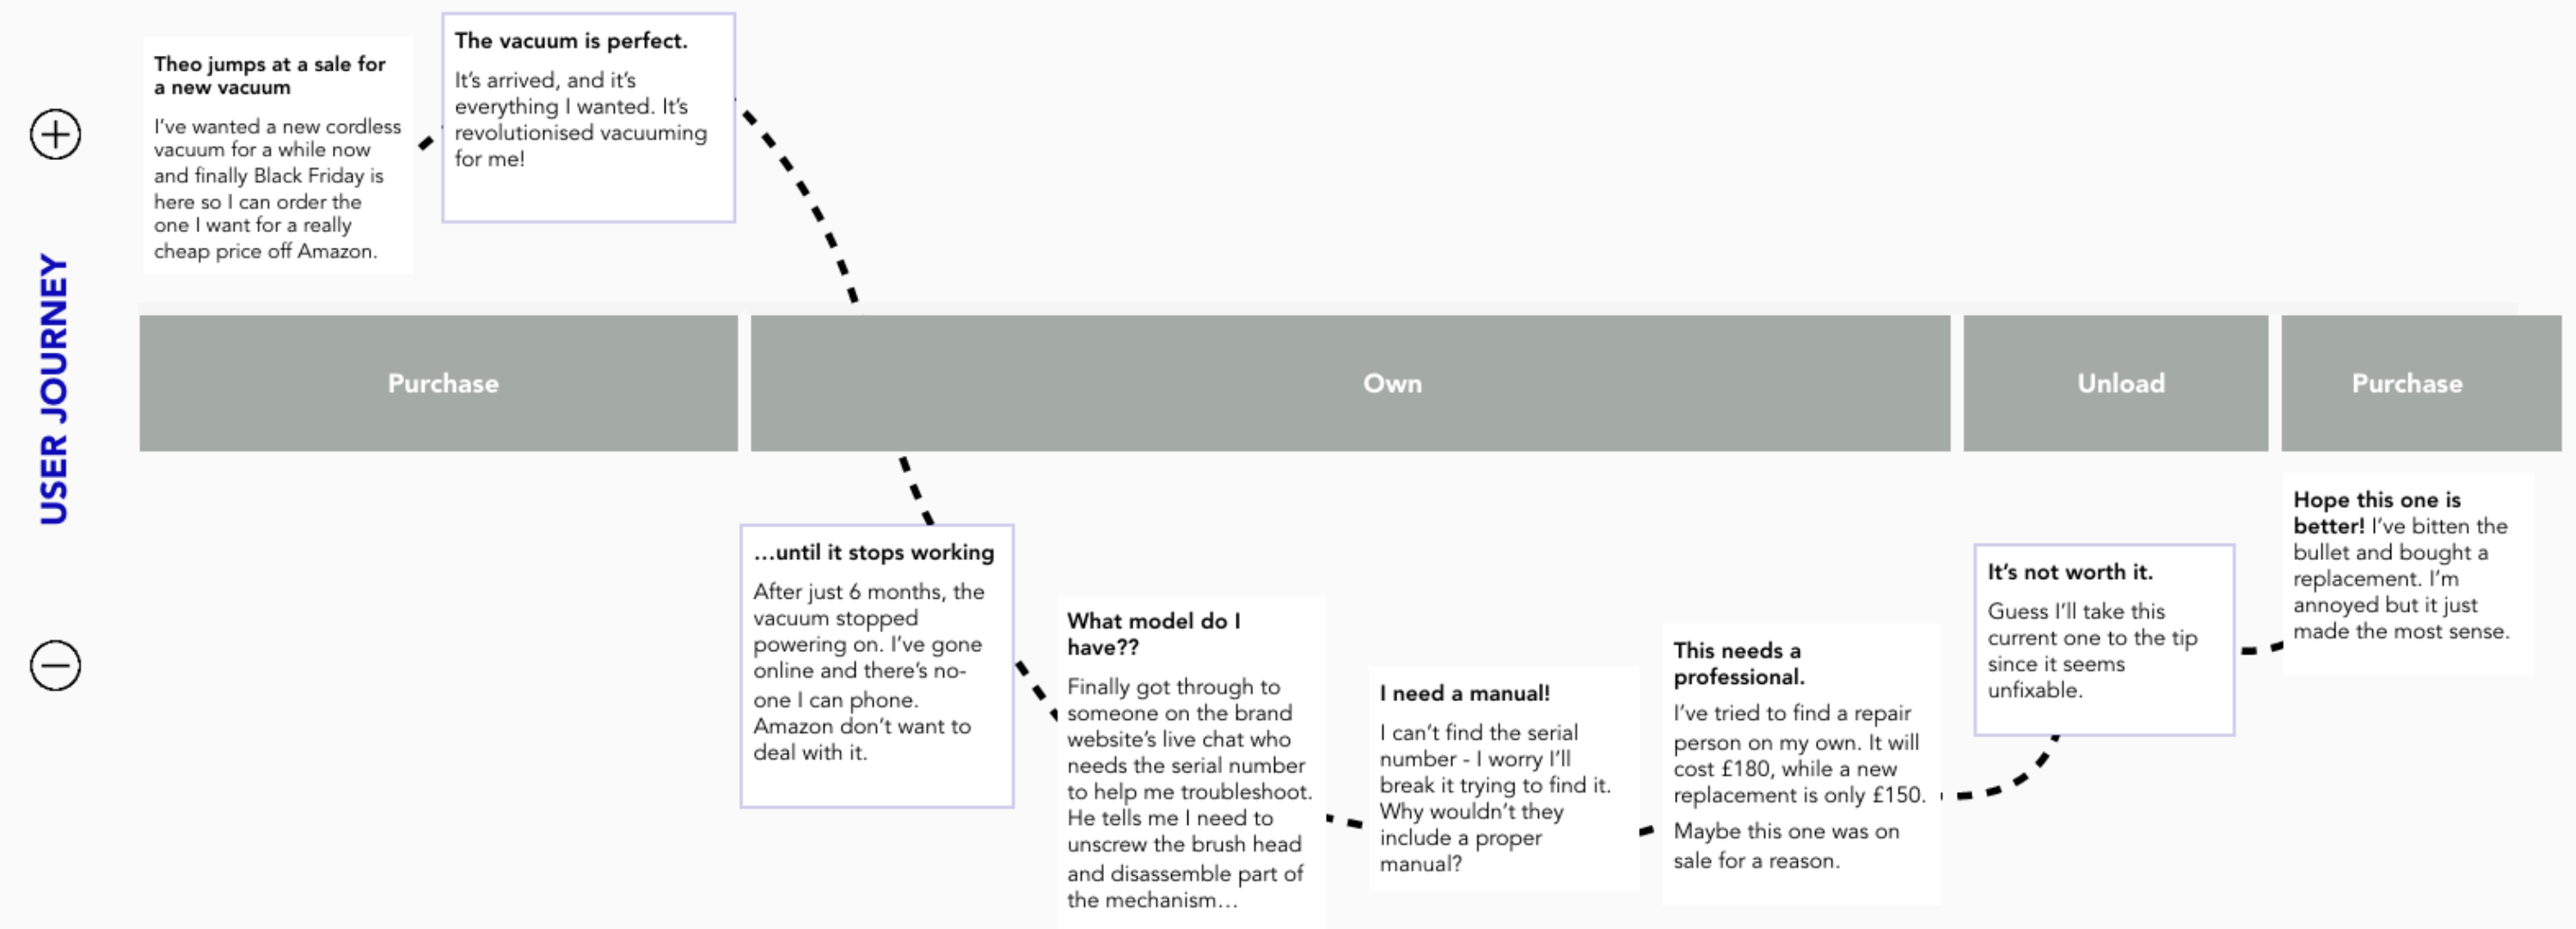 USER JOURNEY
Theo jumps at a sale for
a new vacuum
I've wanted a new cordless
vacuum for a while now
and finally Black Friday is
here so I can order the
one I want for a really
cheap price off Amazon.
The vacuum is perfect.
It's arrived, and it's
everything I wanted. It's
revolutionised vacuuming
for me!
Purchase
Own
Unload
Purchase
...until it stops working
After just 6 months, the
vacuum stopped
powering on. I've gone
online and there's no-
one I can phone.
Amazon don't want to
deal with it.
What model do I
have??
Finally got through to
someone on the brand
website's live chat who
needs the serial number
to help me troubleshoot.
He tells me I need to
unscrew the brush head
and disassemble part of
the mechanism...
I need a manual!
I can't find the serial
number - I worry I'll
break it trying to find it.
Why wouldn't they
include a proper
manual?
This needs a
professional.
I've tried to find a repair
person on my own. It will
cost £180, while a new
replacement is only £150.
Maybe this one was on
sale for a reason.
It's not worth it.
Guess I'll take this
current one to the tip
since it seems
unfixable.
Hope this one is
better! I've bitten the
bullet and bought a
replacement. I'm
annoyed but it just
made the most sense.